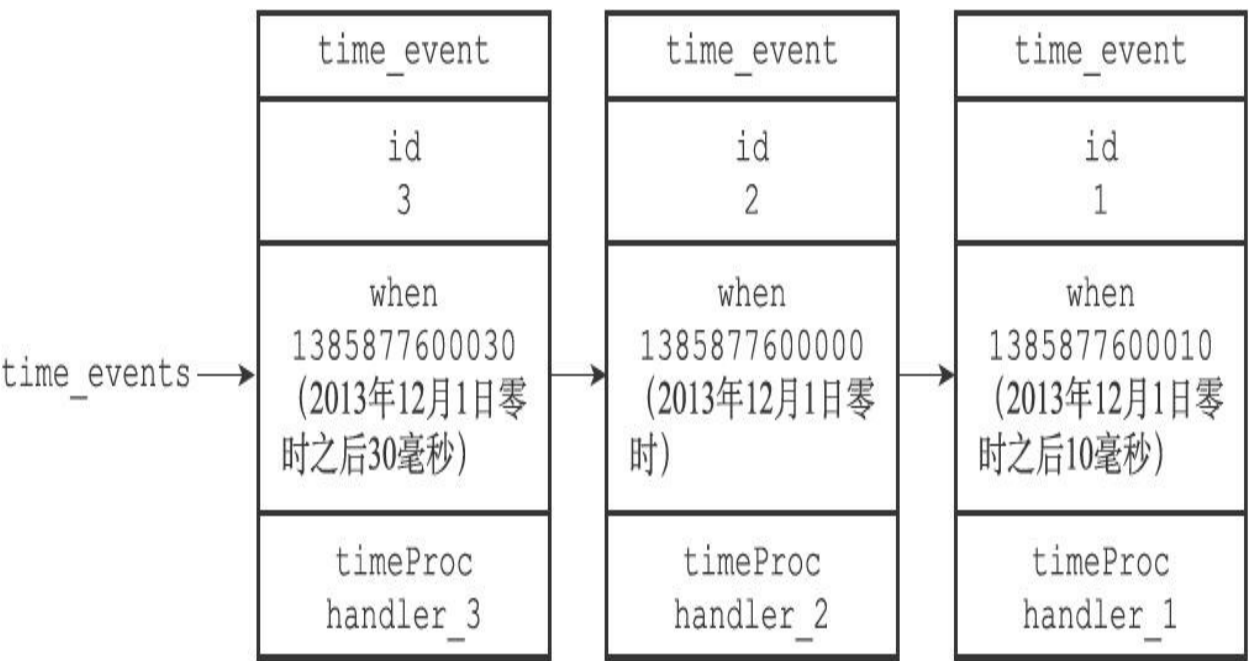 time_events
time_event
id
3
when
1385877600030
（2013年12月1日零
时之后30毫秒）
timeProc
handler_3
time_event
id
2
when
1385877600000
（2013年12月1日零
时）
timeProc
handler_2
time_event
id
1
when
1385877600010
（2013年12月1日零
时之后10毫秒）
timeProc
handler_1